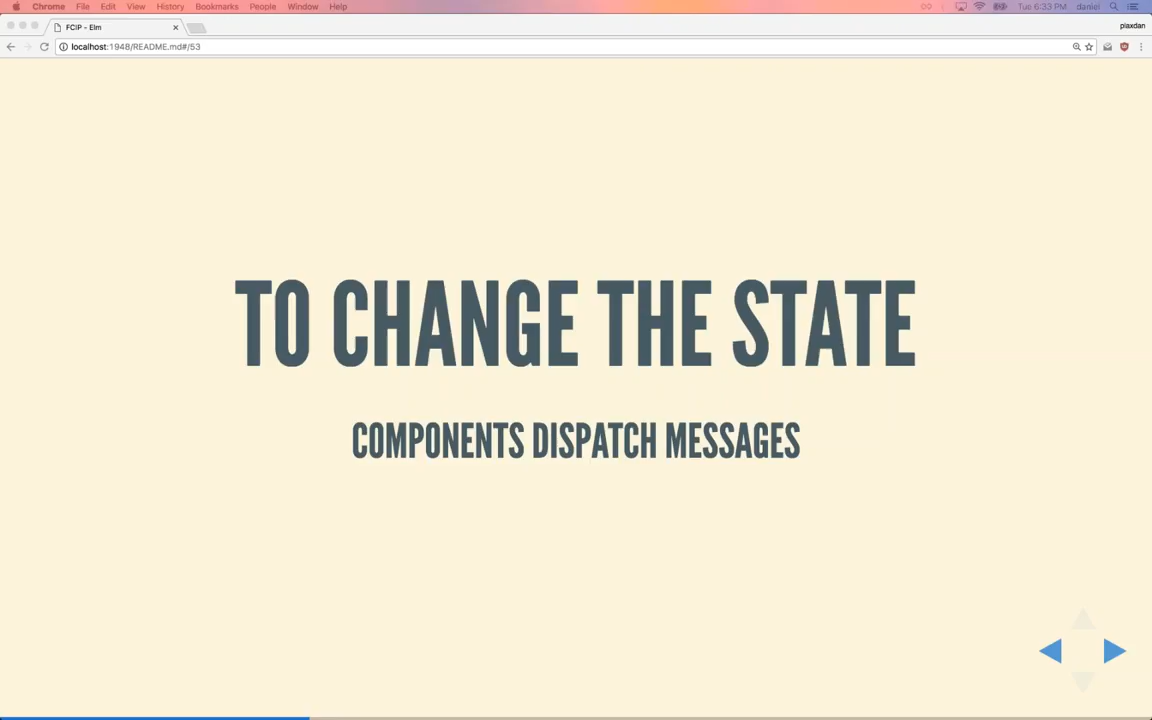 Chrome File Edit View History Bookmarks People Window Help Tue 6:33 PM daniel
FCIP - Elm
plaxdan
localhost:1948/README.md#/53
TO CHANGE THE STATE
COMPONENTS DISPATCH MESSAGES